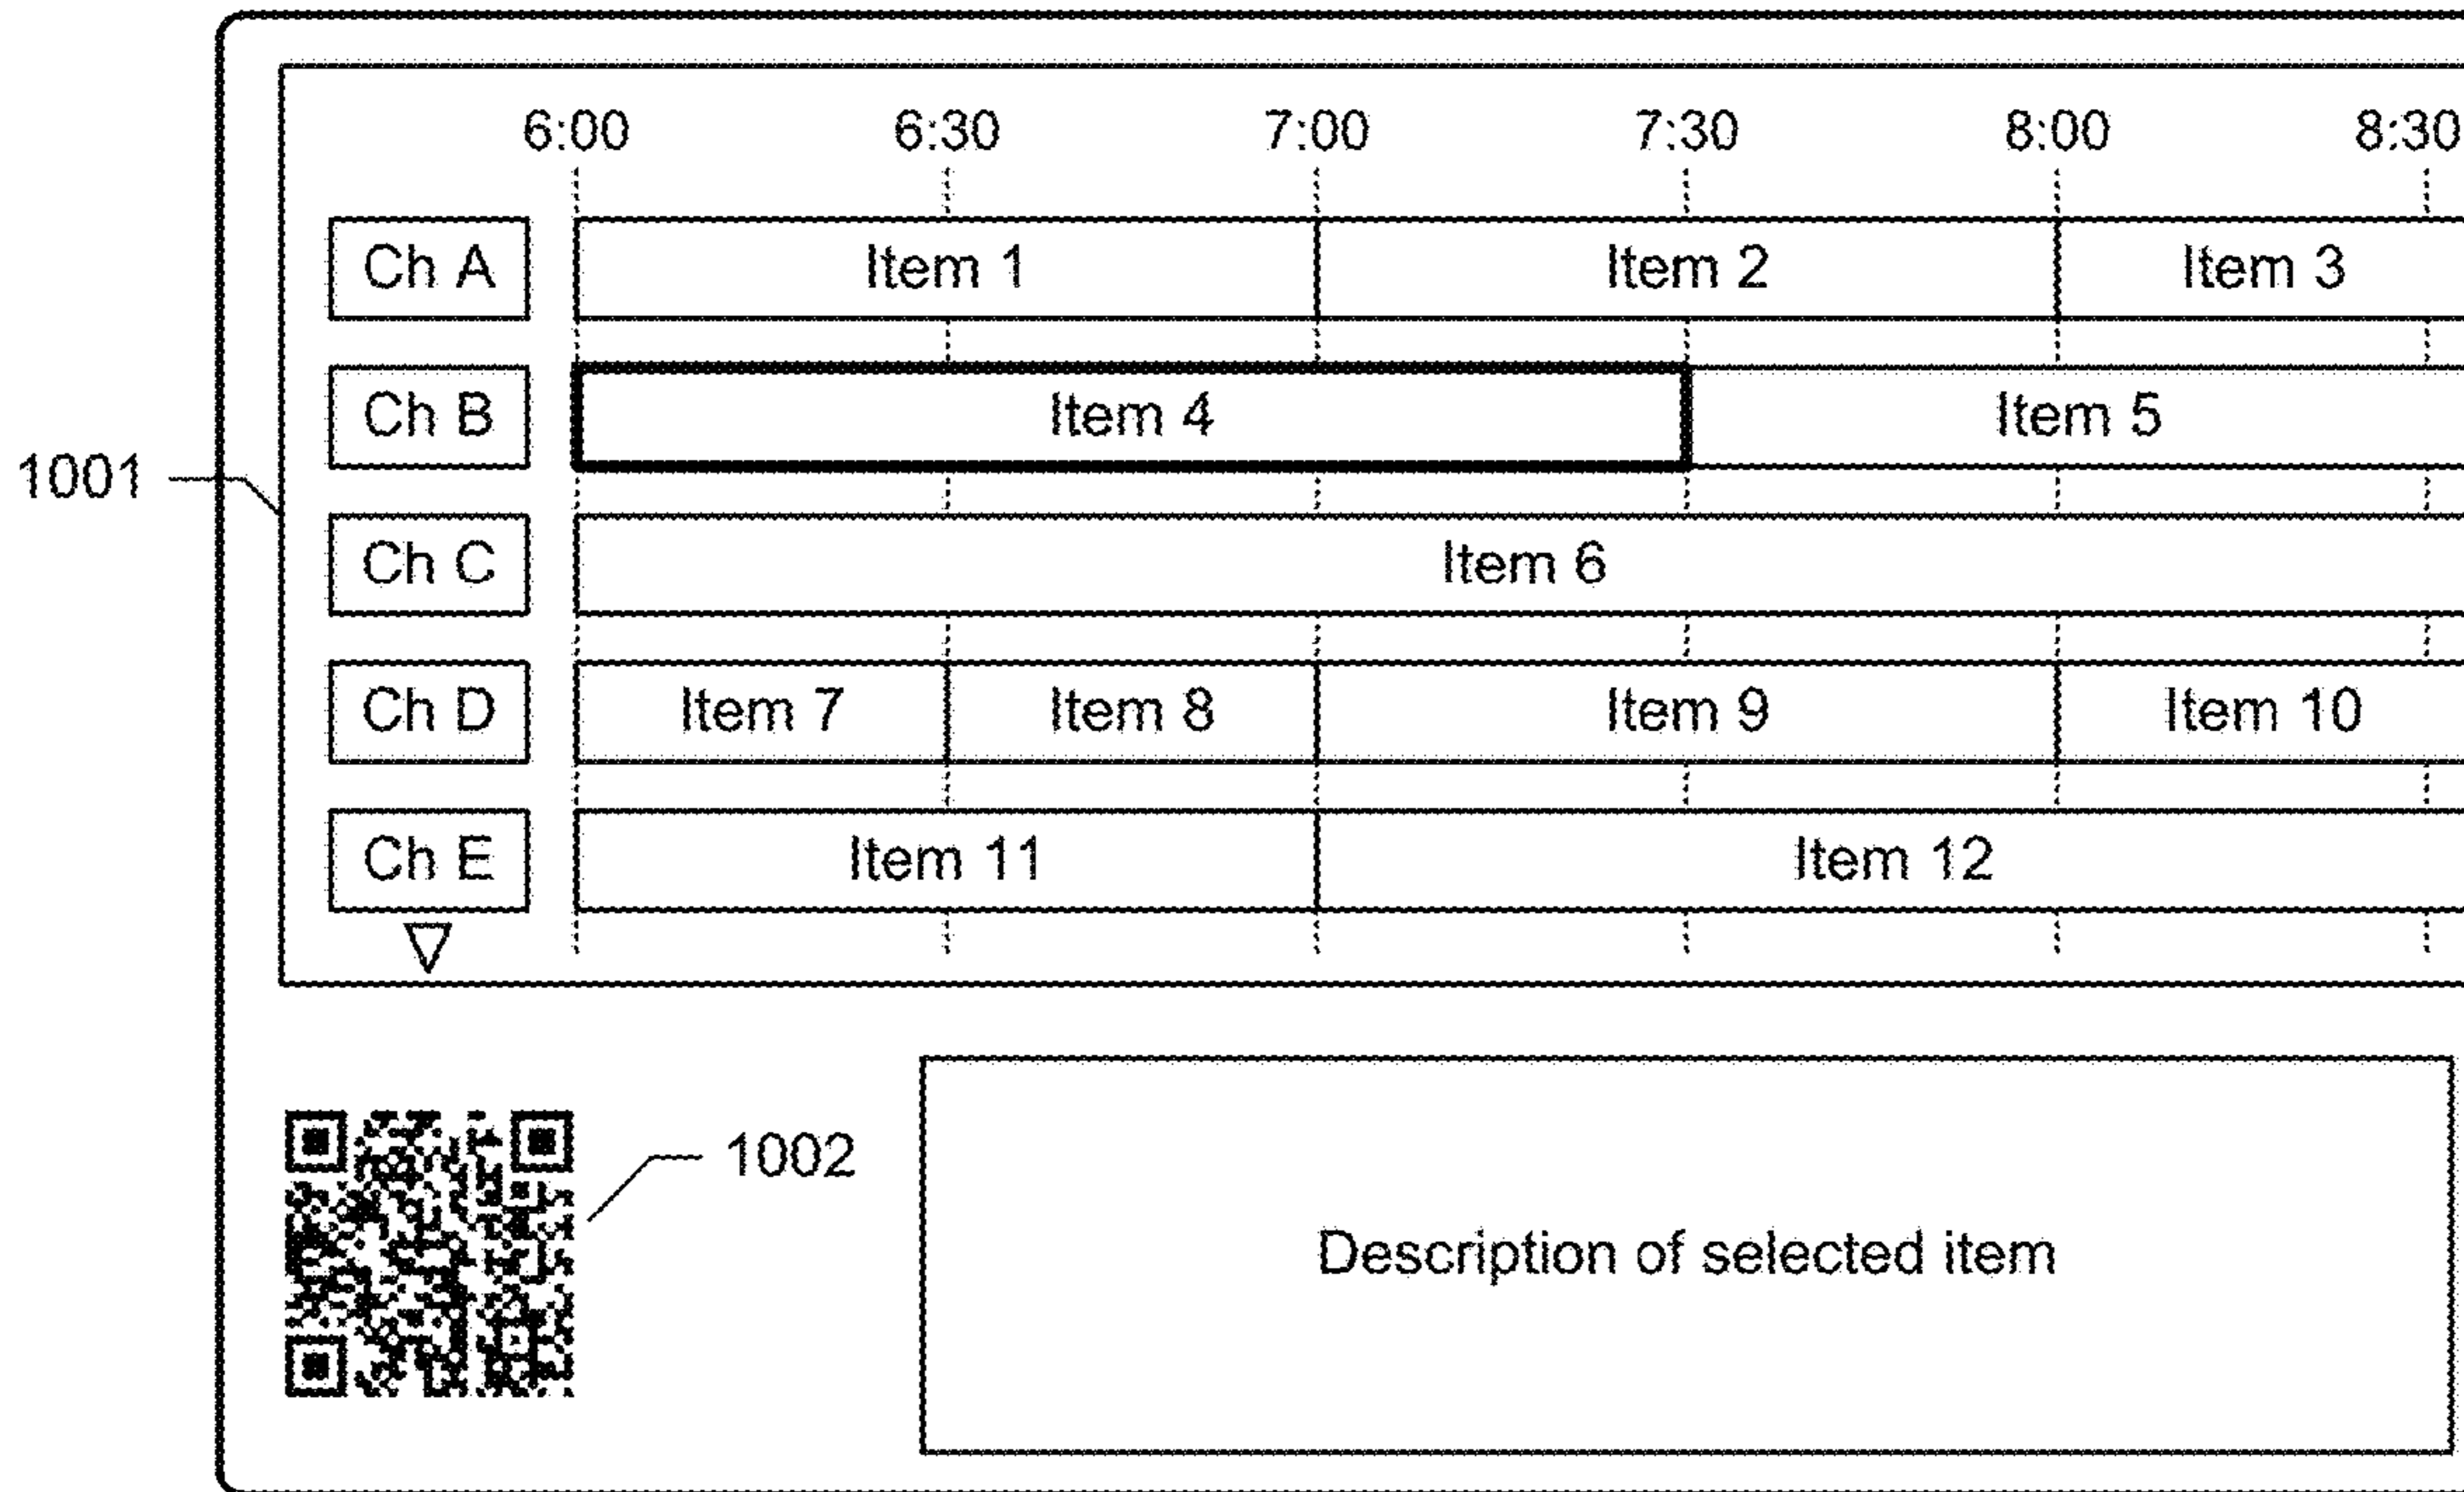 6:00 6:30 7:00 7:30 8:00 8:30
Ch A Item 1 Item 2 Item 3
Ch B Item 4 Item 5
1001
Ch C Item 6
Ch D Item 7 Item 8 Item 9 Item 10
Ch E Item 11 Item 12
1002
Description of selected item